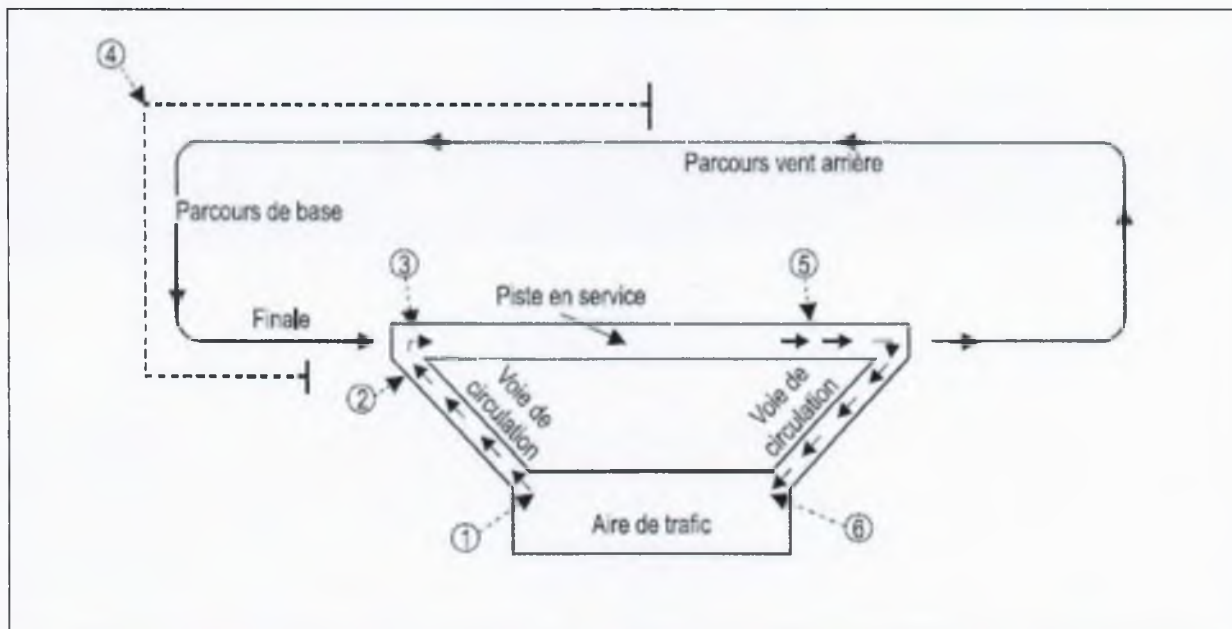 ④
Parcours vent arrière
Parcours de base
③
⑤
Piste en service
Finale
②
Voie de
circulation
Voie de
circulation
①
Aire de trafic
⑥